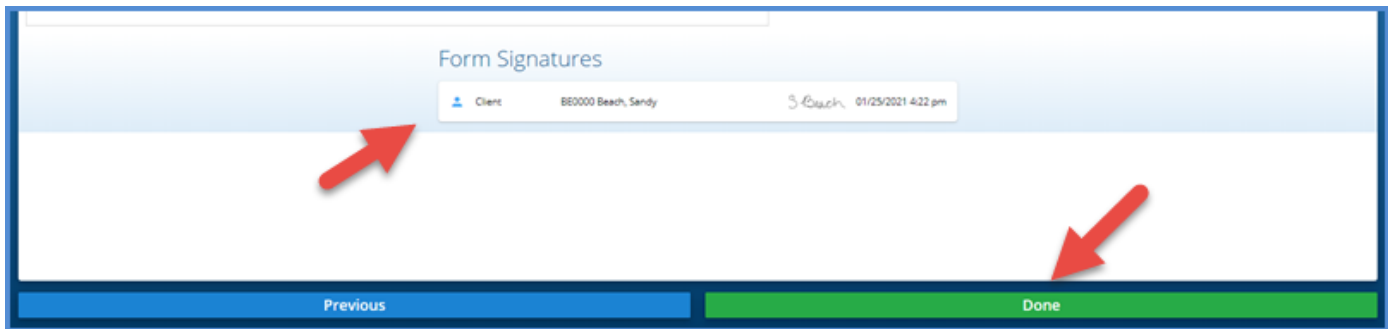 Form Signatures
Client BE0000 Beach, Sandy S Beach 01/25/2021 4:22 pm
Previous Done